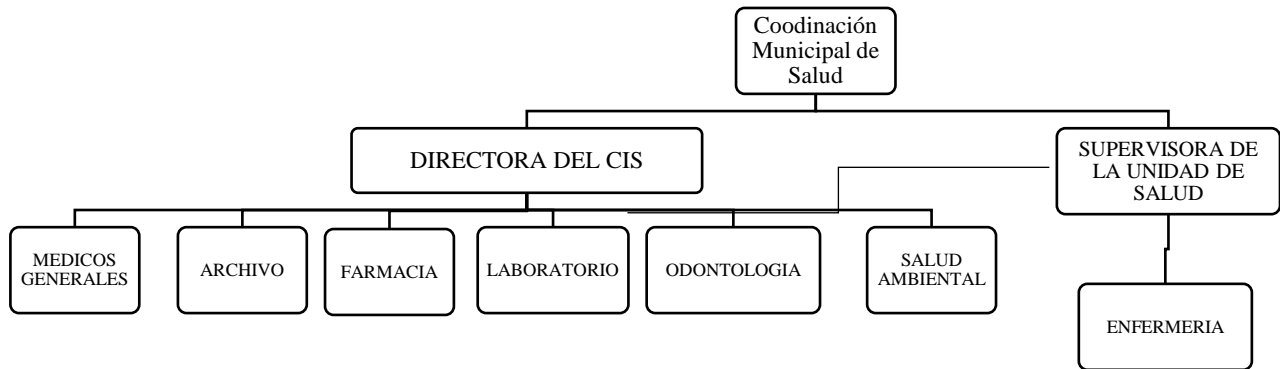 Coodinación
Municipal de
Salud
DIRECTORA DEL CIS
SUPERVISORA DE
LA UNIDAD DE
SALUD
MEDICOS
GENERALES
ARCHIVO
FARMACIA
LABORATORIO
ODONTOLOGIA
SALUD
AMBIENTAL
ENFERMERIA